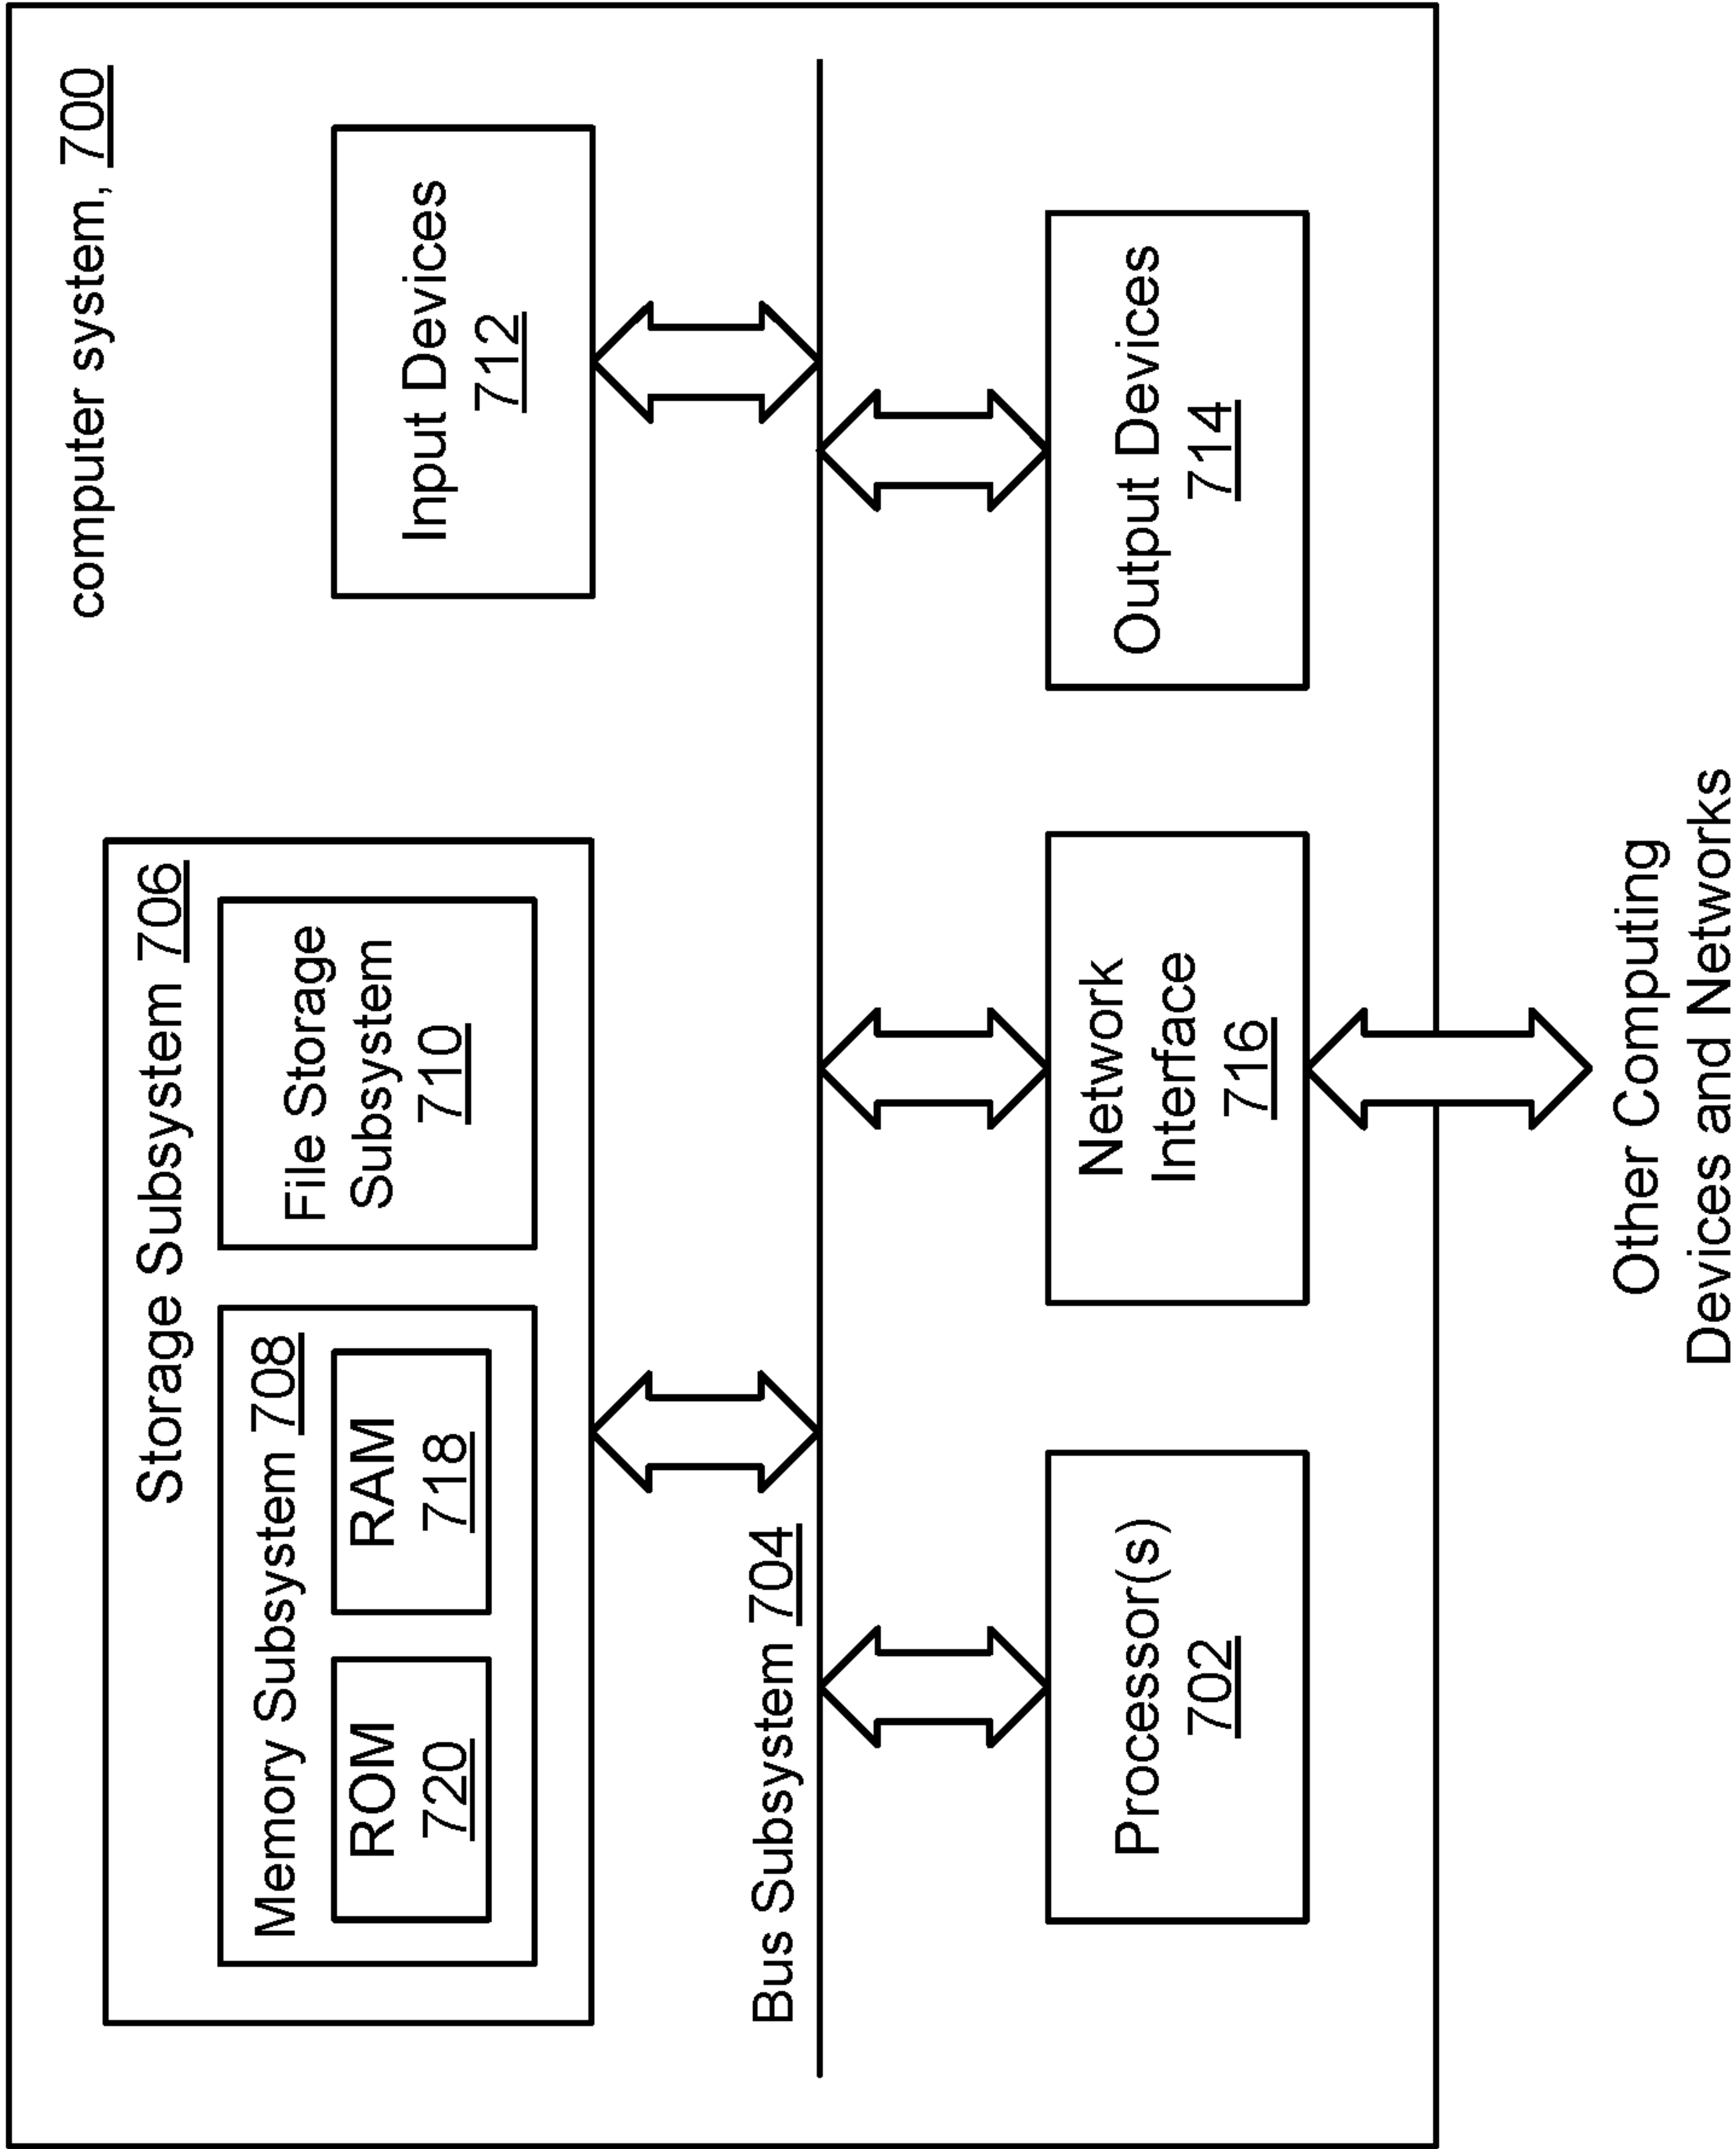 computer system, 700
Storage Subsystem 706
Memory Subsystem 708
ROM
720
RAM
718
File Storage
Subsystem
710
Input Devices
712
Bus Subsystem 704
Processor(s)
702
Network
Interface
716
Output Devices
714
Other Computing
Devices and Networks